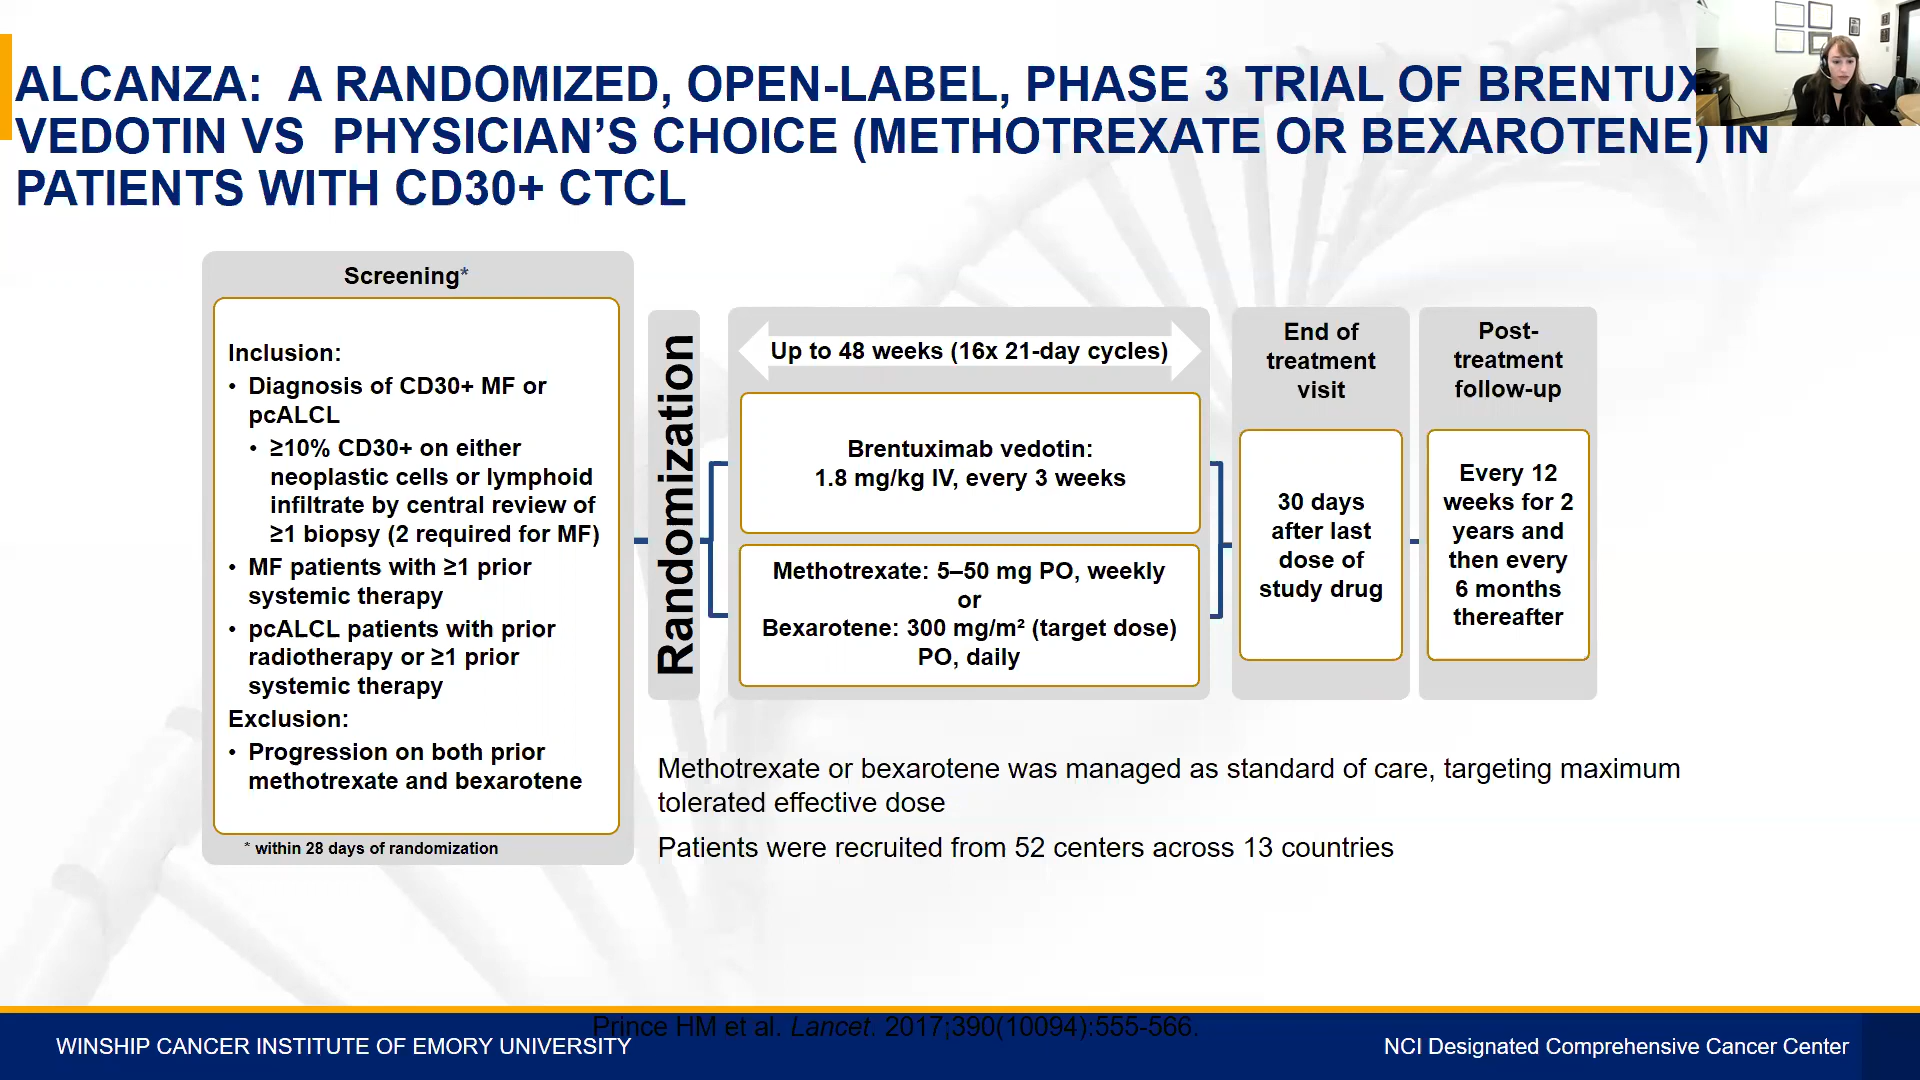 ALCANZA: A RANDOMIZED, OPEN-LABEL, PHASE 3 TRIAL OF
VEDOTIN VS PHYSICIAN'S CHOICE (METHOTREXATE OR BEXAROTENE) IN
PATIENTS WITH CD30+ CTCL
Screening*
Inclusion:
• Diagnosis of CD30+ MF or
pcALCL
• ≥10% CD30+ on either
neoplastic cells or lymphoid
infiltrate by central review of
≥1 biopsy (2 required for MF)
• MF patients with ≥1 prior
systemic therapy
• pcALCL patients with prior
radiotherapy or ≥1 prior
systemic therapy
Exclusion:
• Progression on both prior
methotrexate and bexarotene
* within 28 days of randomization
Randomization
Up to 48 weeks (16x 21-day cycles)
Brentuximab vedotin:
1.8 mg/kg IV, every 3 weeks
Methotrexate: 5–50 mg PO, weekly
or
Bexarotene: 300 mg/m² (target dose)
PO, daily
End of
treatment
visit
30 days
after last
dose of
study drug
Post-
treatment
follow-up
Every 12
weeks for 2
years and
then every
6 months
thereafter
Methotrexate or bexarotene was managed as standard of care, targeting maximum
tolerated effective dose
Patients were recruited from 52 centers across 13 countries
Prince HM et al. Lancet. 2017;390(10094):555-566.
WINSHIP CANCER INSTITUTE OF EMORY UNIVERSITY
NCI Designated Comprehensive Cancer Center